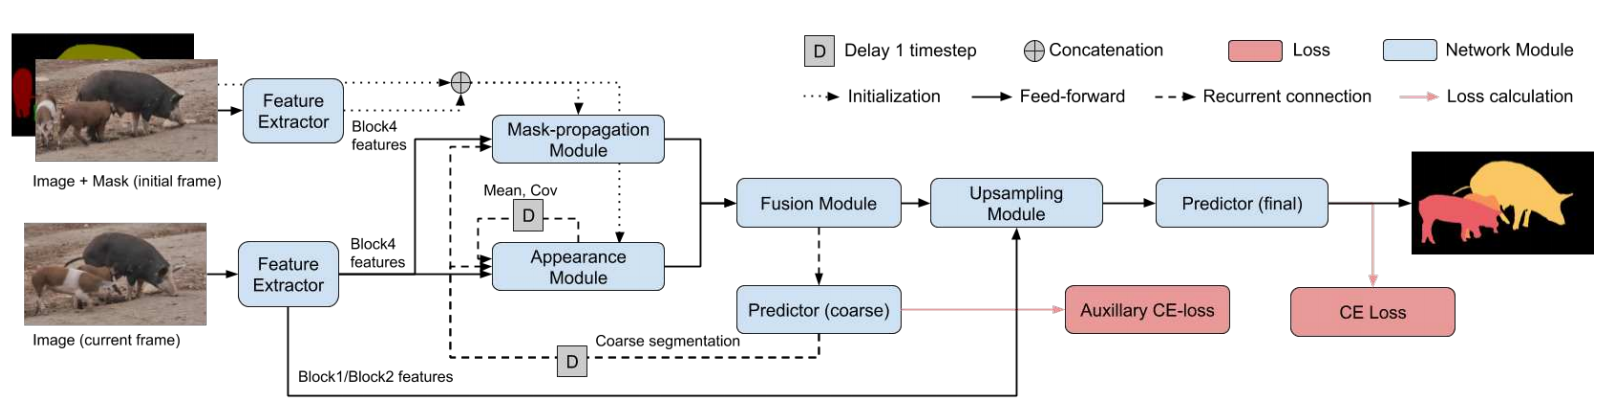 D Delay 1 timestep
Concatenation
Loss
Network Module
Initialization
Feed-forward
Recurrent connection
Loss calculation
Feature
Extractor
Block4
features
Image + Mask (initial frame)
Mask-propagation
Module
Mean, Cov
D
Feature
Extractor
Block4
features
Image (current frame)
Appearance
Module
Fusion Module
Upsampling
Module
Predictor (final)
Predictor (coarse)
Auxillary CE-loss
CE Loss
Coarse segmentation
D
Block1/Block2 features